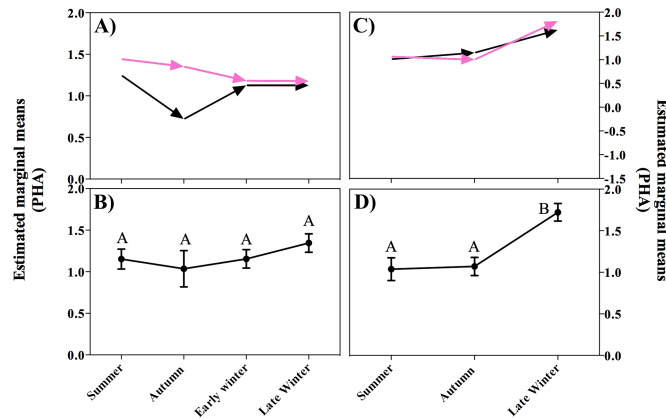 A)
2.0
1.5
1.0
0.5
C)
2.0
1.5
1.0
0.5
0.0
-0.5
-1
-1.5
Estimated marginal means
(PHA)
Estimated marginal means
(PHA)
B)
2.0
1.5
1.0
0.5
0.0
A
A
A
A
D)
2.0
1.5
1.0
0.5
0.0
A
A
B
Summer
Autumn
Early winter
Late Winter
Summer
Autumn
Late Winter